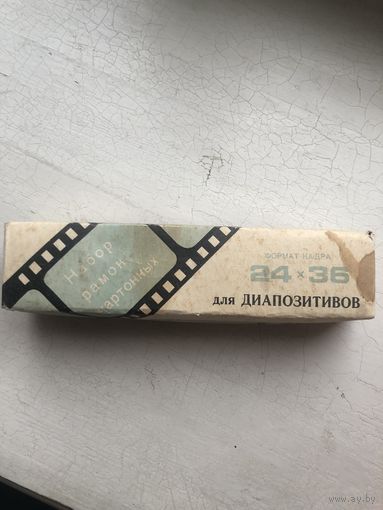 Набор
рамок
картонных
ФОРМАТ КАДРА
24 × 36
для ДИАПОЗИТИВОВ
www.ay.by